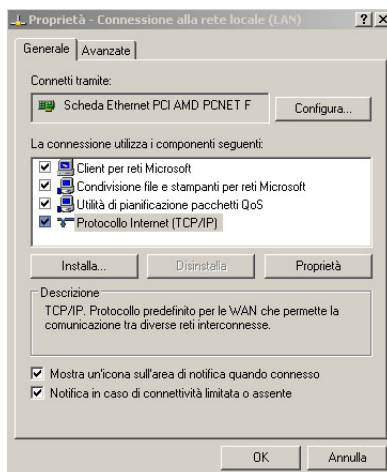 Proprietà - Connessione alla rete locale (LAN)
Generale Avanzate
Connetti tramite:
Scheda Ethernet PCI AMD PCNET F Configura...
La connessione utilizza i componenti seguenti:
Client per reti Microsoft
Condivisione file e stampanti per reti Microsoft
Utilità di pianificazione pacchetti QoS
Protocollo Internet (TCP/IP)
Installa... Disinstalla Proprietà
Descrizione
TCP/IP. Protocollo predefinito per le WAN che permette la
comunicazione tra diverse reti interconnesse.
Mostra un'icona sull'area di notifica quando connesso
Notifica in caso di connettività limitata o assente
OK Annulla